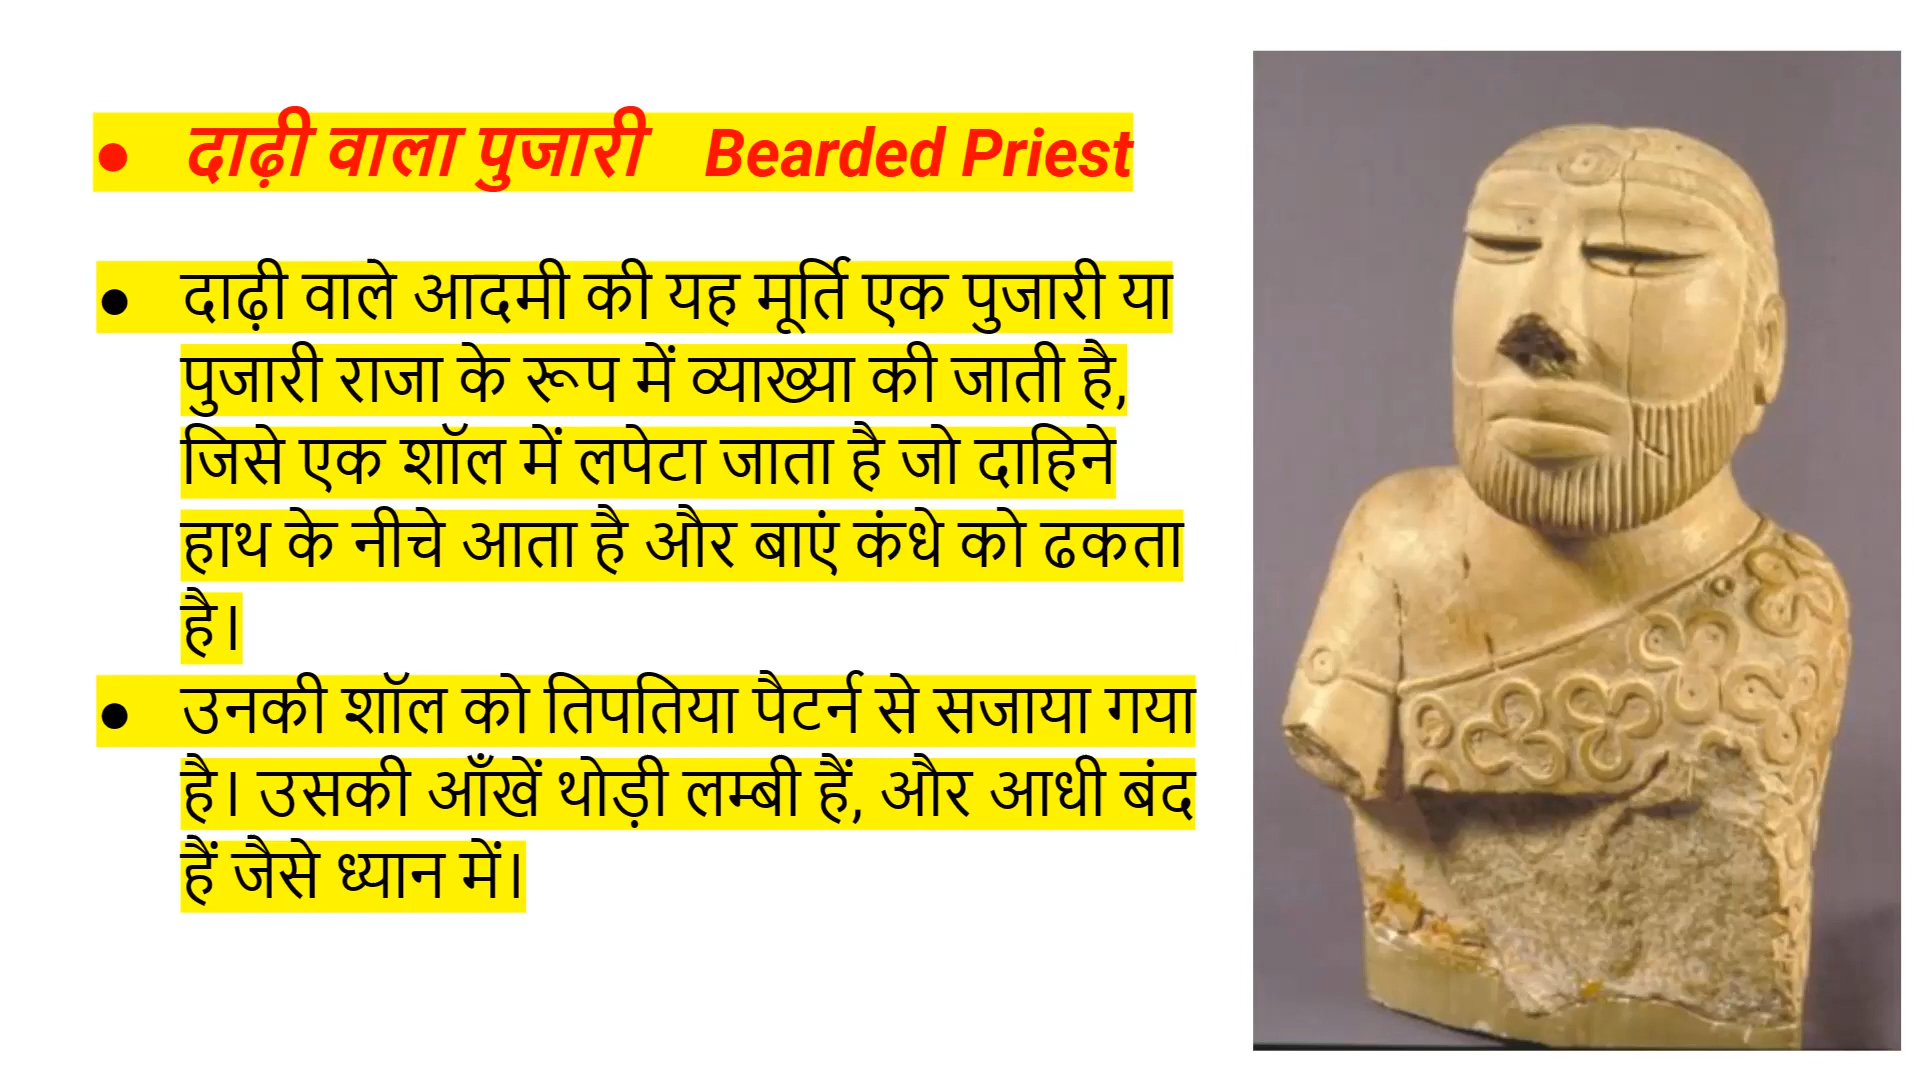 ● दाढ़ी वाला पुजारी Bearded Priest
● दाढ़ी वाले आदमी की यह मूर्ति एक पुजारी या
पुजारी राजा के रूप में व्याख्या की जाती है,
जिसे एक शॉल में लपेटा जाता है जो दाहिने
हाथ के नीचे आता है और बाएं कंधे को ढकता
है।
● उनकी शॉल को तिपतिया पैटर्न से सजाया गया
है। उसकी आँखें थोड़ी लम्बी हैं, और आधी बंद
हैं जैसे ध्यान में।